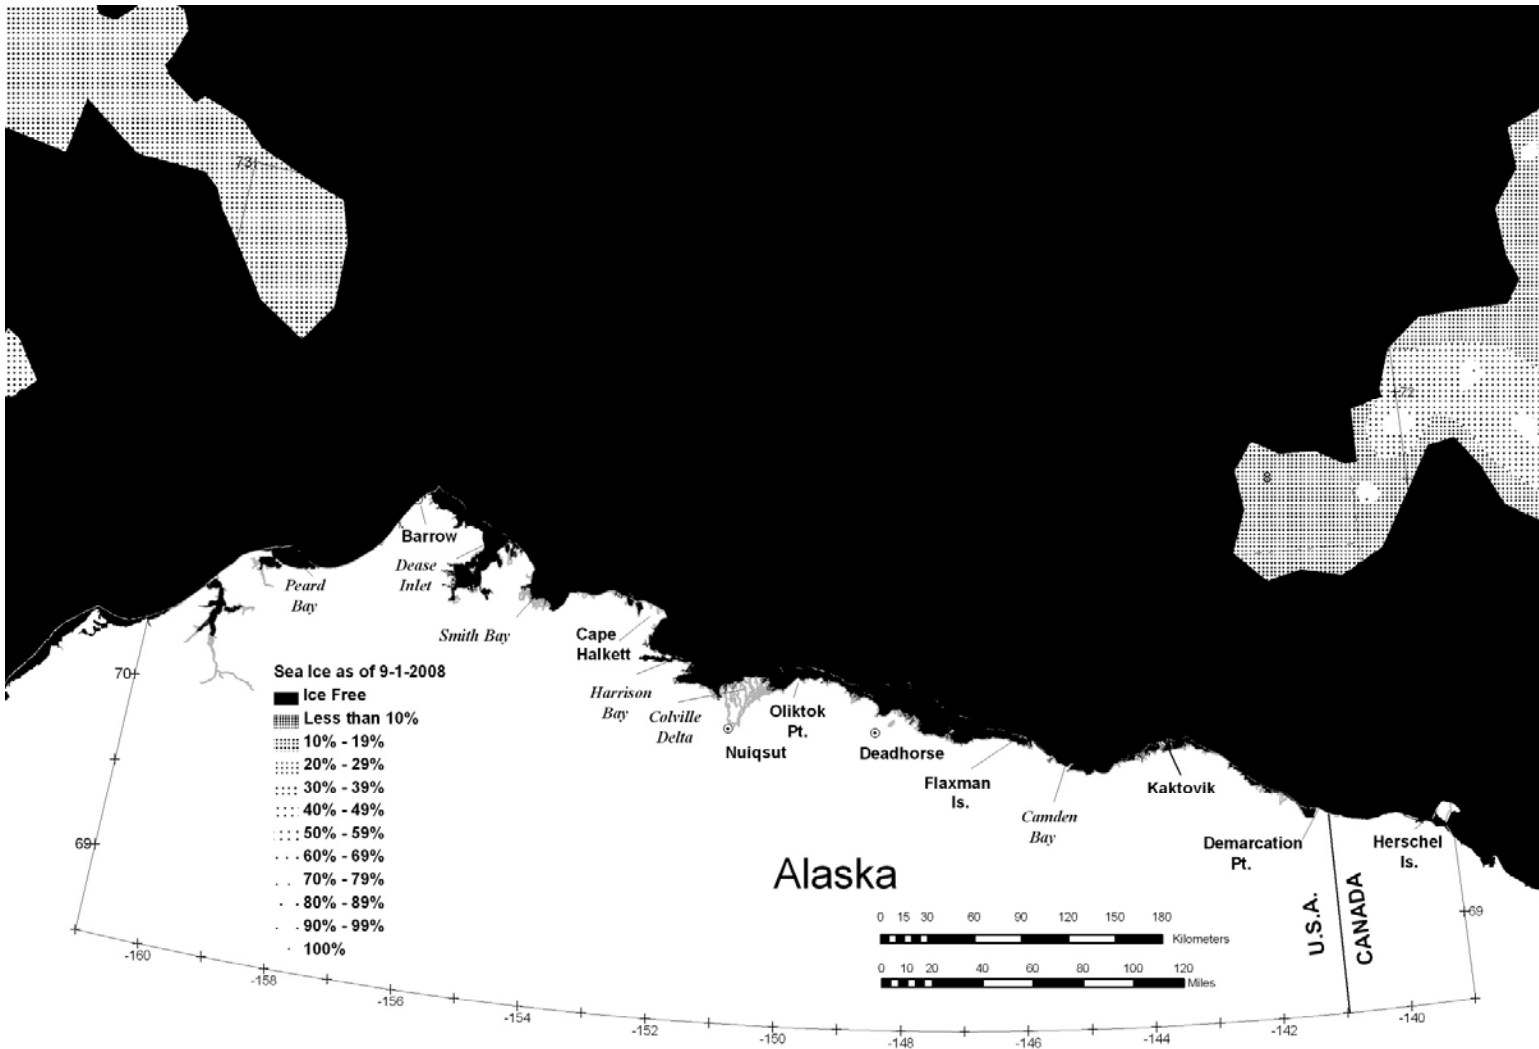 73
72
8
Barrow
Dease
Inlet
Peard
Bay
Smith Bay
Cape
Halkett
Harrison
Bay
Colville
Delta
Nuiqsut
Oliktok
Pt.
Deadhorse
Flaxman
Is.
Camden
Bay
Kaktovik
Demarcation
Pt.
Herschel
Is.
70
69
69
Sea Ice as of 9-1-2008
Ice Free
Less than 10%
10% - 19%
20% - 29%
30% - 39%
40% - 49%
50% - 59%
60% - 69%
70% - 79%
80% - 89%
90% - 99%
100%
Alaska
U.S.A.
CANADA
0 15 30 60 90 120 150 180
Kilometers
0 10 20 40 60 80 100 120
Miles
-160
-158
-156
-154
-152
-150
-148
-146
-144
-142
-140